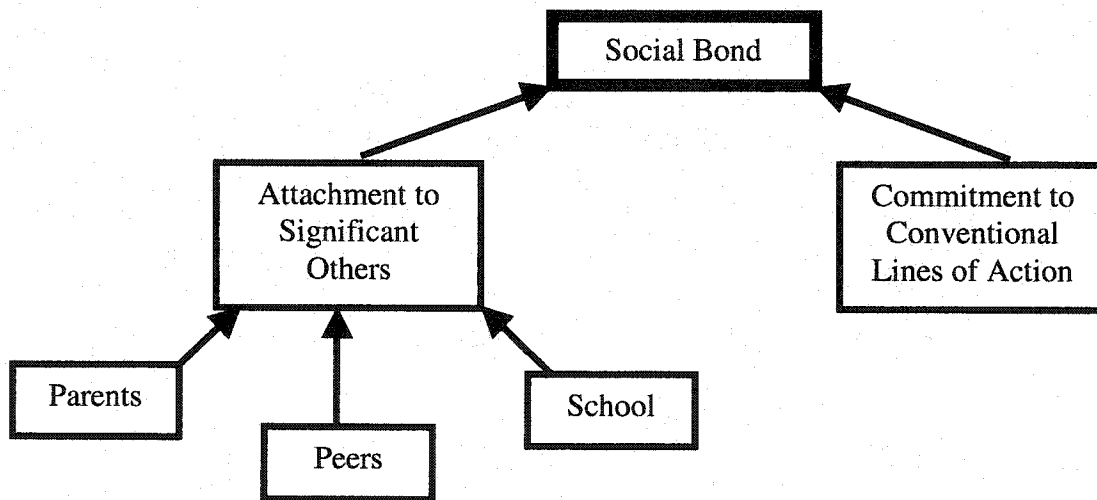 Social Bond
Attachment to
Significant
Others
Commitment to
Conventional
Lines of Action
Parents
Peers
School